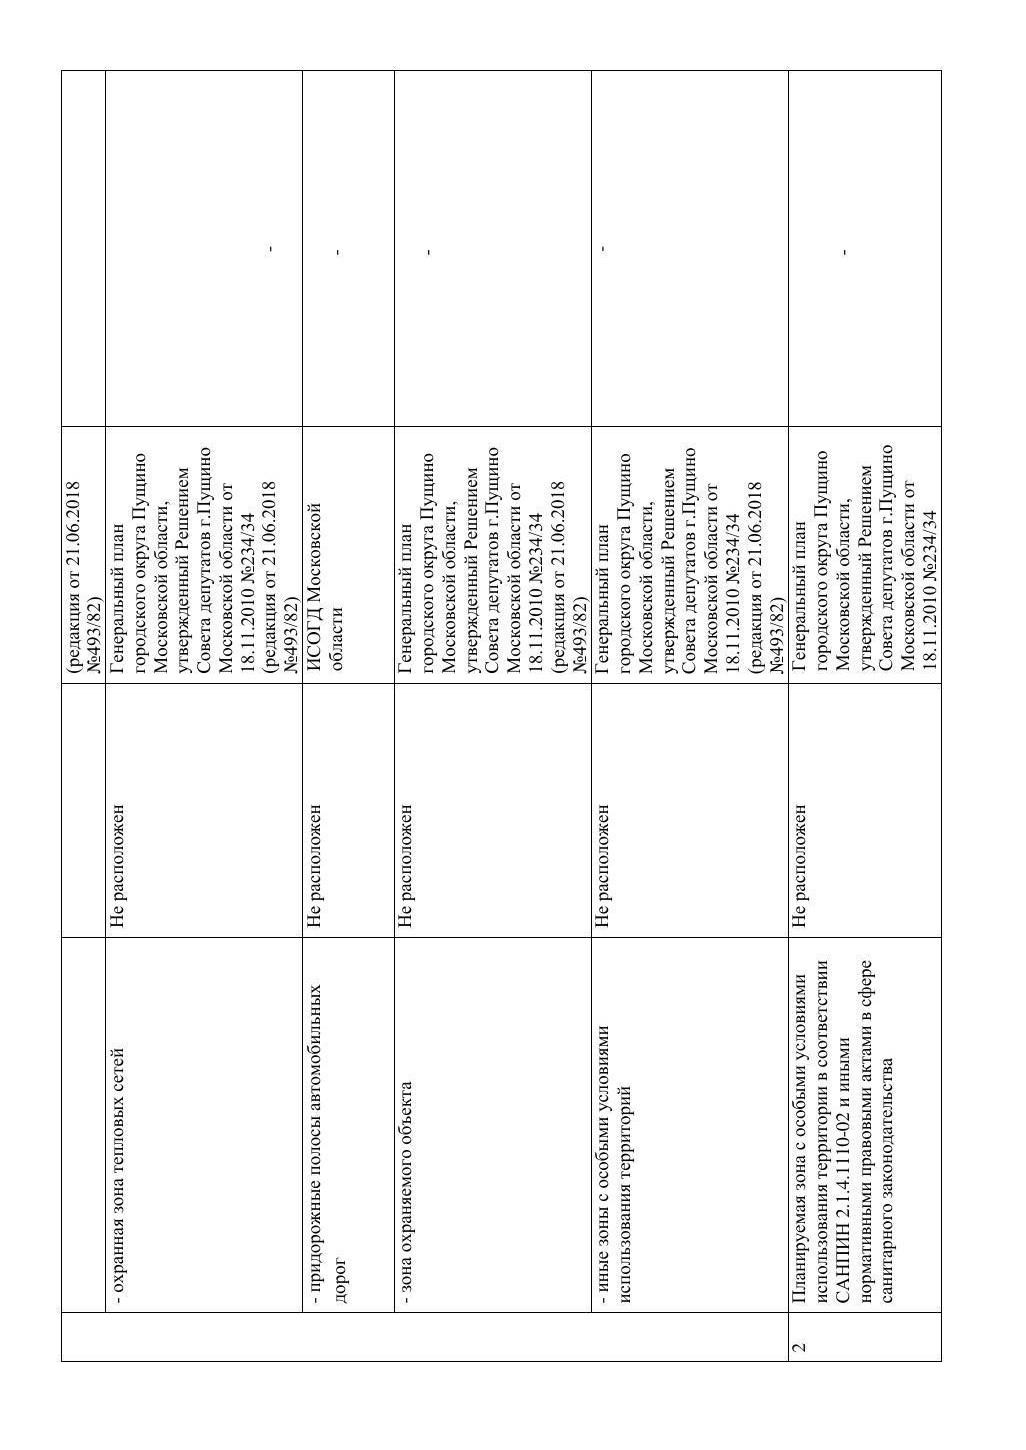 (редакция от 21.06.2018
№493/82)
- охранная зона тепловых сетей
Не расположен
Генеральный план
городского округа Пущино
Московской области,
утвержденный Решением
Совета депутатов г.Пущино
Московской области от
18.11.2010 №234/34
(редакция от 21.06.2018
№493/82)
-
- придорожные полосы автомобильных
дорог
Не расположен
ИСОГД Московской
области
-
- зона охраняемого объекта
Не расположен
Генеральный план
городского округа Пущино
Московской области,
утвержденный Решением
Совета депутатов г.Пущино
Московской области от
18.11.2010 №234/34
(редакция от 21.06.2018
№493/82)
-
- иные зоны с особыми условиями
использования территорий
Не расположен
Генеральный план
городского округа Пущино
Московской области,
утвержденный Решением
Совета депутатов г.Пущино
Московской области от
18.11.2010 №234/34
(редакция от 21.06.2018
№493/82)
-
2
Планируемая зона с особыми условиями
использования территории в соответствии
САНПИН 2.1.4.1110-02 и иными
нормативными правовыми актами в сфере
санитарного законодательства
Не расположен
Генеральный план
городского округа Пущино
Московской области,
утвержденный Решением
Совета депутатов г.Пущино
Московской области от
18.11.2010 №234/34
-